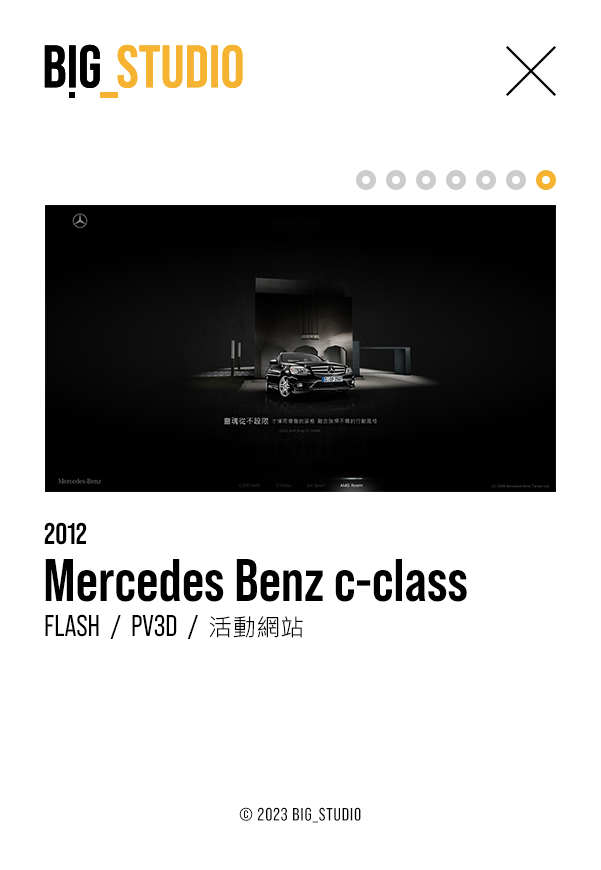 BIG_STUDIO
靈魂從不設限
Mercedes-Benz
AMG Room
2012
Mercedes Benz c-class
FLASH / PV3D / 活動網站
© 2023 BIG_STUDIO